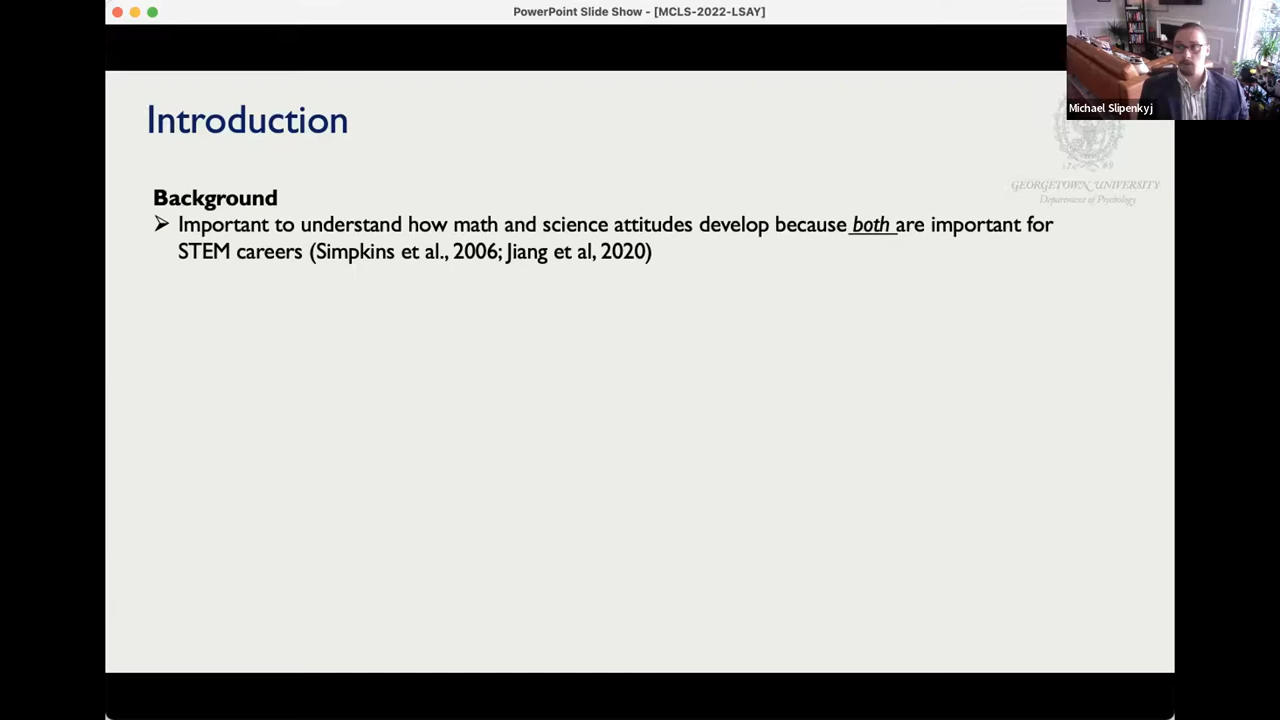 PowerPoint Slide Show - [MCLS-2022-LSAY]
Michael Slipenkyj
Introduction
GEORGETOWN UNIVERSITY
Department of Psychology
Background
Important to understand how math and science attitudes develop because both are important for
STEM careers (Simpkins et al., 2006; Jiang et al, 2020)